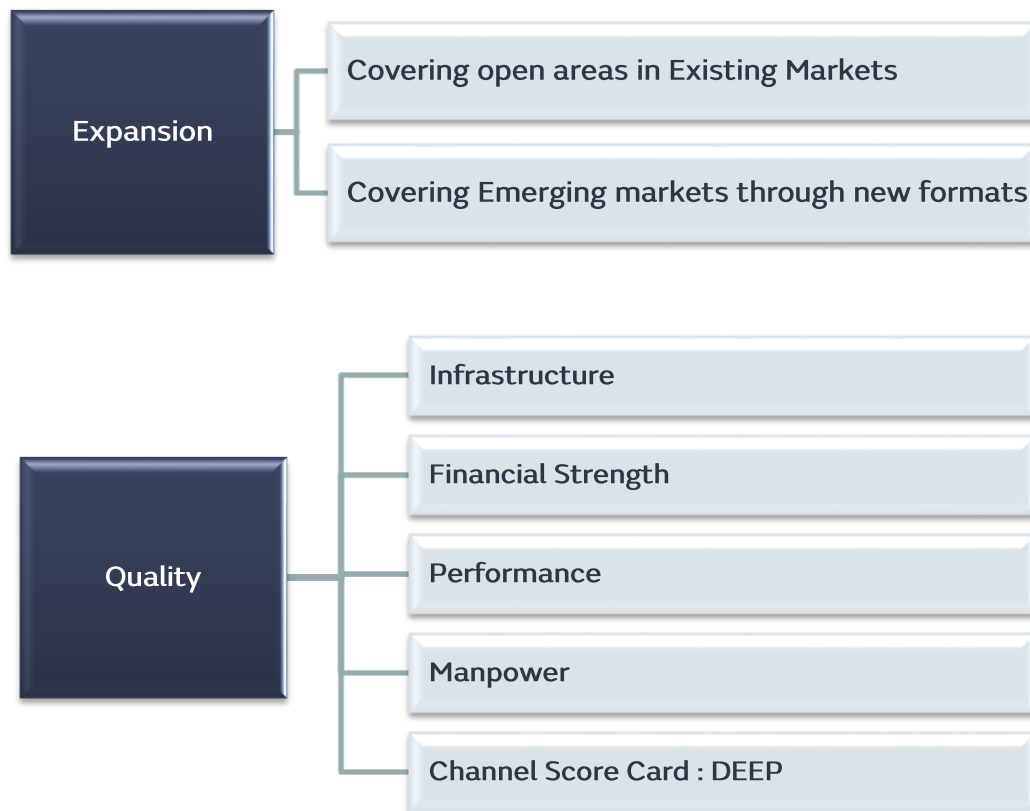 Expansion
Covering open areas in Existing Markets
Covering Emerging markets through new formats
Quality
Infrastructure
Financial Strength
Performance
Manpower
Channel Score Card : DEEP